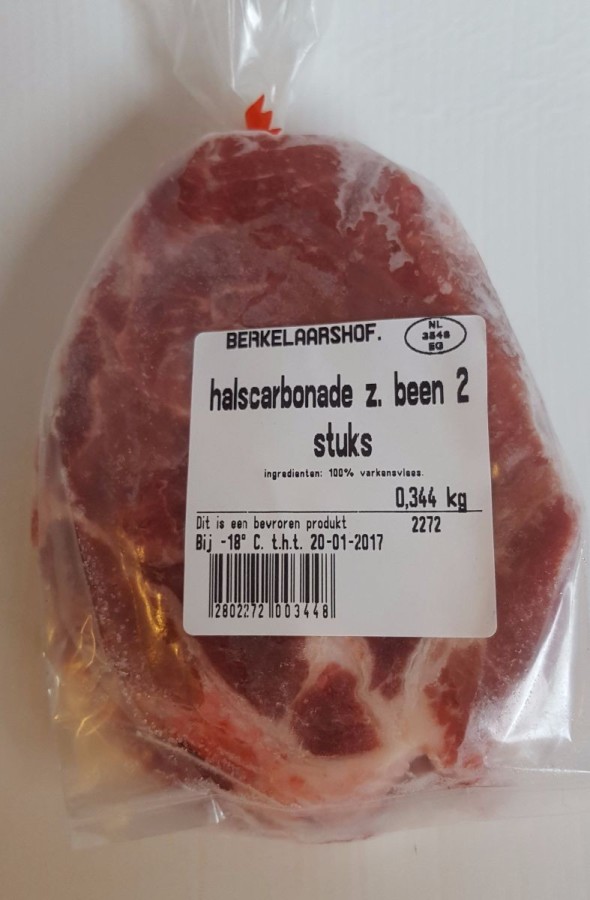 BERKELAARSHOF.
NL
3848
EG
halscarbonade z. been 2
stuks
ingredienten: 100% varkensvlees.
0,344 kg
Dit is een bevroren produkt
2272
Bij -18° C. t.h.t. 20-01-2017
2802272 003448